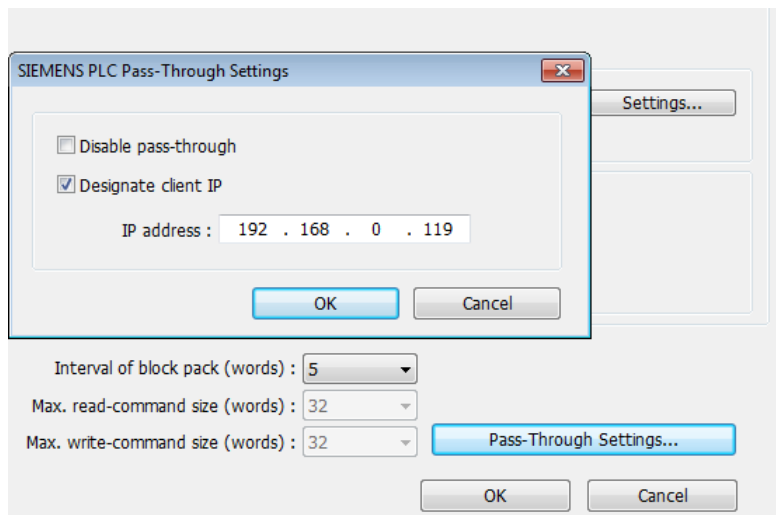 SIEMENS PLC Pass-Through Settings
Settings...
Disable pass-through
Designate client IP
IP address : 192 . 168 . 0 . 119
OK Cancel
Interval of block pack (words) : 5
Max. read-command size (words) : 32
Max. write-command size (words) : 32 Pass-Through Settings...
OK Cancel